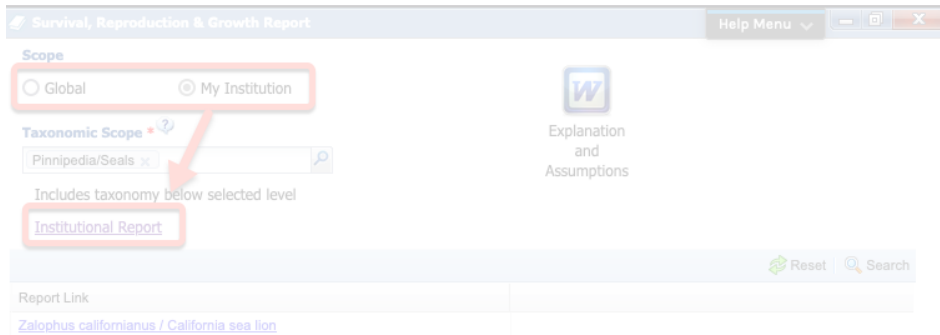 Survival, Reproduction & Growth Report
Help Menu
Scope
Global
My Institution
Taxonomic Scope *
Pinnipedia/Seals
Explanation
and
Assumptions
Includes taxonomy below selected level
Institutional Report
Reset
Search
Report Link
Zalophus californianus / California sea lion